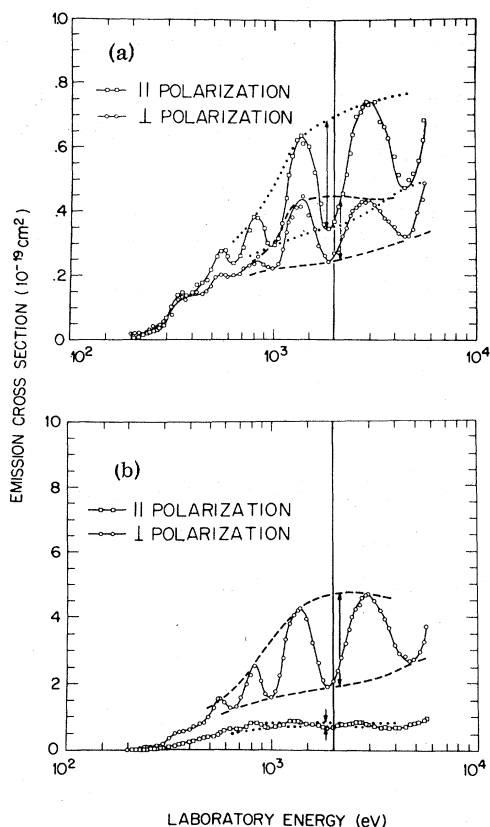 1.0
(a)
|| POLARIZATION
.8
⊥ POLARIZATION
.6
.4
.2
0
10²
10³
10⁴
EMISSION CROSS SECTION (10⁻¹⁹ cm²)
10
(b)
8
|| POLARIZATION
⊥ POLARIZATION
6
4
2
0
10²
10³
10⁴
LABORATORY ENERGY (eV)